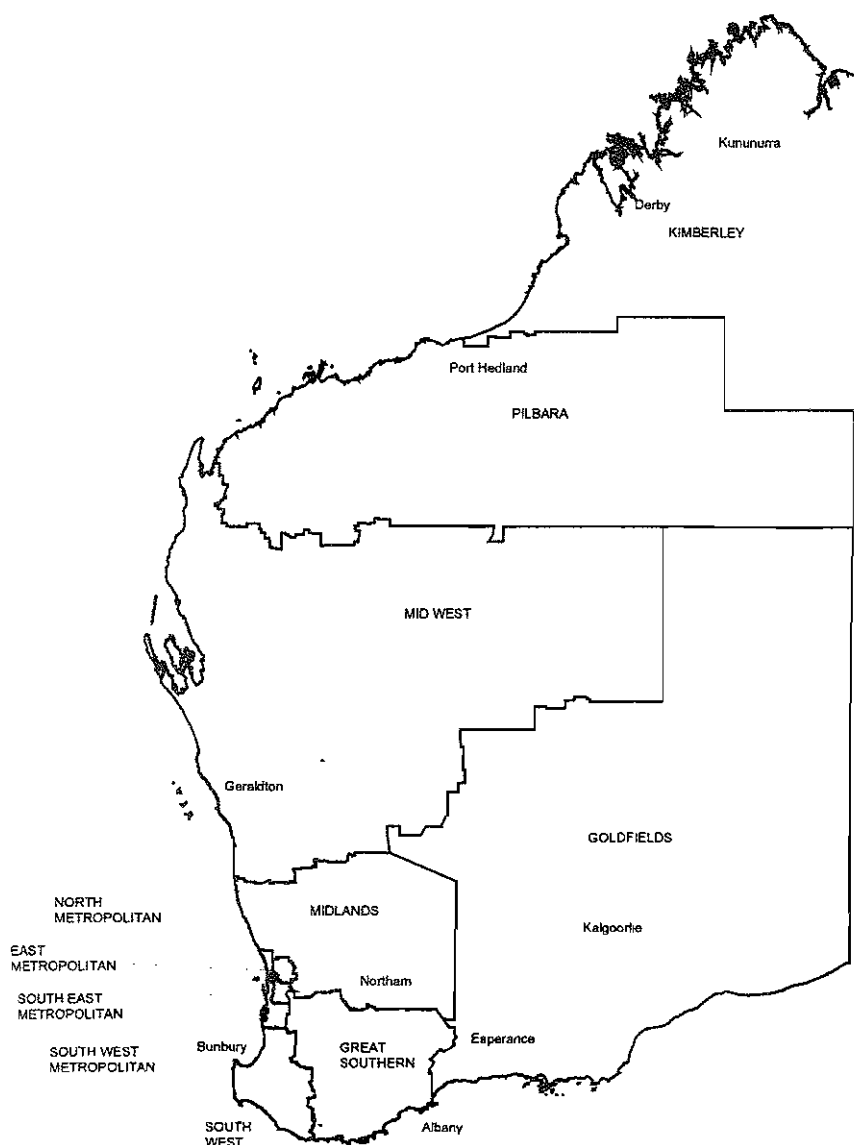 Kununurra
Derby
KIMBERLEY
Port Hedland
PILBARA
MID WEST
Geraldton
GOLDFIELDS
NORTH
METROPOLITAN
MIDLANDS
Kalgoorlie
EAST
METROPOLITAN
Northam
SOUTH EAST
METROPOLITAN
Esperance
Bunbury
GREAT
SOUTHERN
SOUTH WEST
METROPOLITAN
Albany
SOUTH
WEST